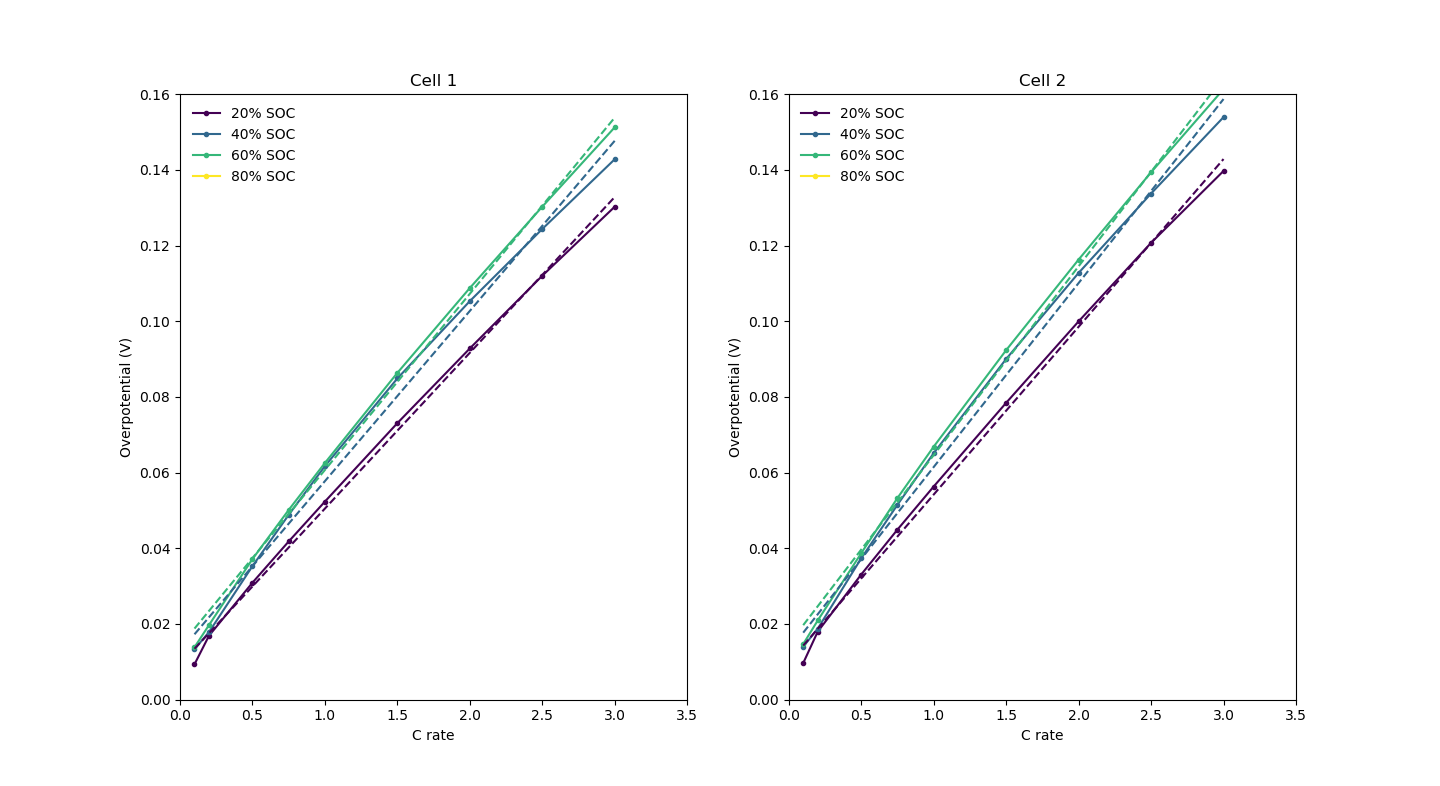 Cell 1
20% SOC
40% SOC
60% SOC
80% SOC
0.16
0.14
0.12
0.10
0.08
0.06
0.04
0.02
0.00
Overpotential (V)
0.0 0.5 1.0 1.5 2.0 2.5 3.0 3.5
C rate
Cell 2
20% SOC
40% SOC
60% SOC
80% SOC
0.16
0.14
0.12
0.10
0.08
0.06
0.04
0.02
0.00
Overpotential (V)
0.0 0.5 1.0 1.5 2.0 2.5 3.0 3.5
C rate